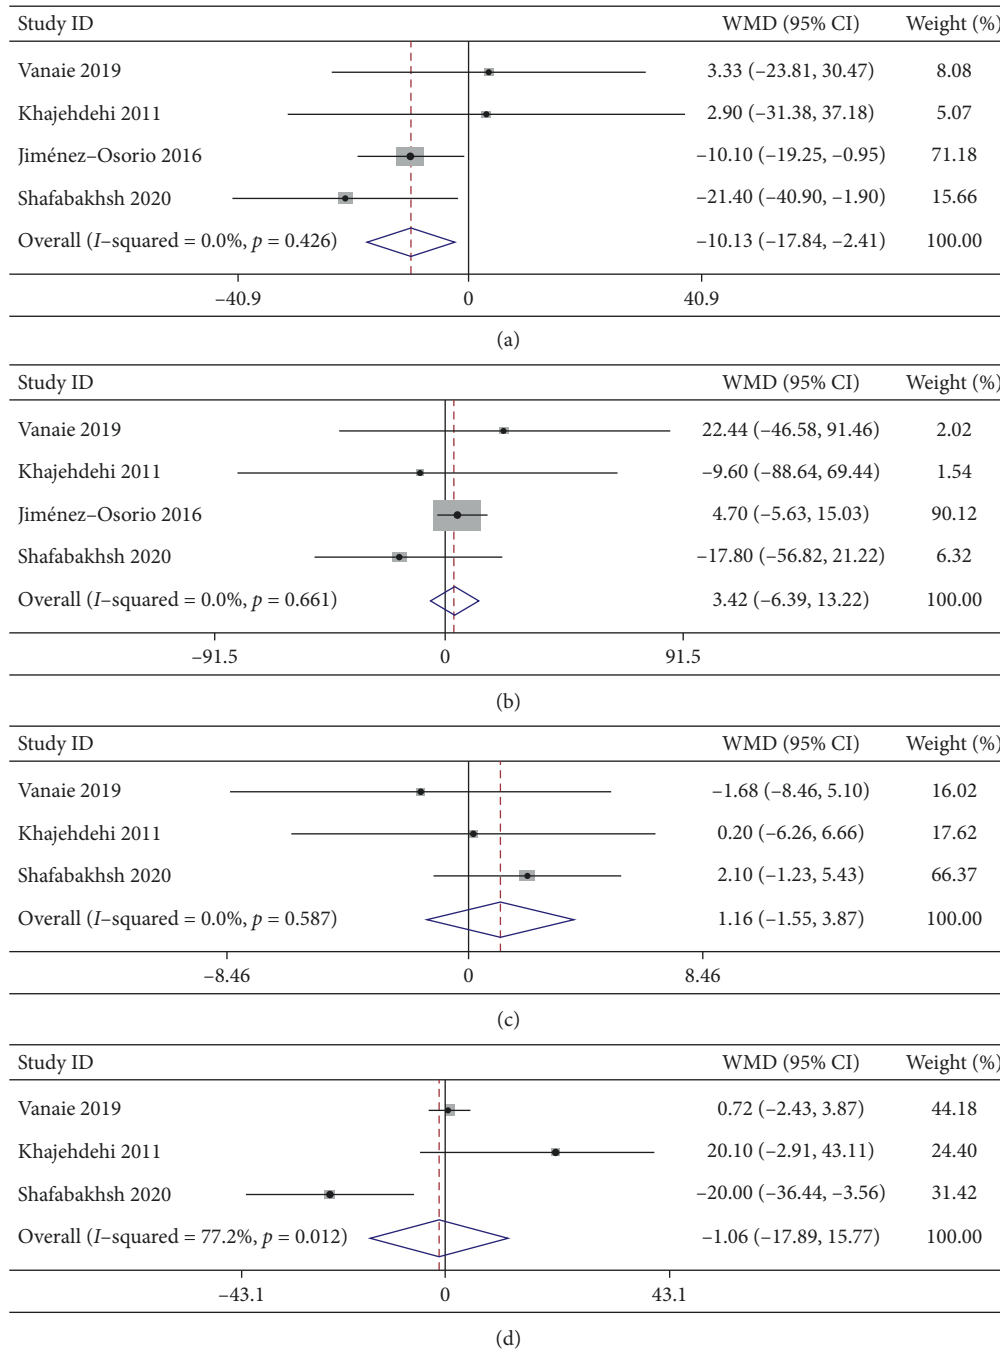 Study ID WMD (95% CI) Weight (%)
Vanaie 2019 3.33 (–23.81, 30.47) 8.08
Khajehdehi 2011 2.90 (–31.38, 37.18) 5.07
Jiménez–Osorio 2016 –10.10 (–19.25, –0.95) 71.18
Shafabakhsh 2020 –21.40 (–40.90, –1.90) 15.66
Overall (I–squared = 0.0%, p = 0.426) –10.13 (–17.84, –2.41) 100.00
–40.9 0 40.9
(a)
Study ID WMD (95% CI) Weight (%)
Vanaie 2019 22.44 (–46.58, 91.46) 2.02
Khajehdehi 2011 –9.60 (–88.64, 69.44) 1.54
Jiménez–Osorio 2016 4.70 (–5.63, 15.03) 90.12
Shafabakhsh 2020 –17.80 (–56.82, 21.22) 6.32
Overall (I–squared = 0.0%, p = 0.661) 3.42 (–6.39, 13.22) 100.00
–91.5 0 91.5
(b)
Study ID WMD (95% CI) Weight (%)
Vanaie 2019 –1.68 (–8.46, 5.10) 16.02
Khajehdehi 2011 0.20 (–6.26, 6.66) 17.62
Shafabakhsh 2020 2.10 (–1.23, 5.43) 66.37
Overall (I–squared = 0.0%, p = 0.587) 1.16 (–1.55, 3.87) 100.00
–8.46 0 8.46
(c)
Study ID WMD (95% CI) Weight (%)
Vanaie 2019 0.72 (–2.43, 3.87) 44.18
Khajehdehi 2011 20.10 (–2.91, 43.11) 24.40
Shafabakhsh 2020 –20.00 (–36.44, –3.56) 31.42
Overall (I–squared = 77.2%, p = 0.012) –1.06 (–17.89, 15.77) 100.00
–43.1 0 43.1
(d)